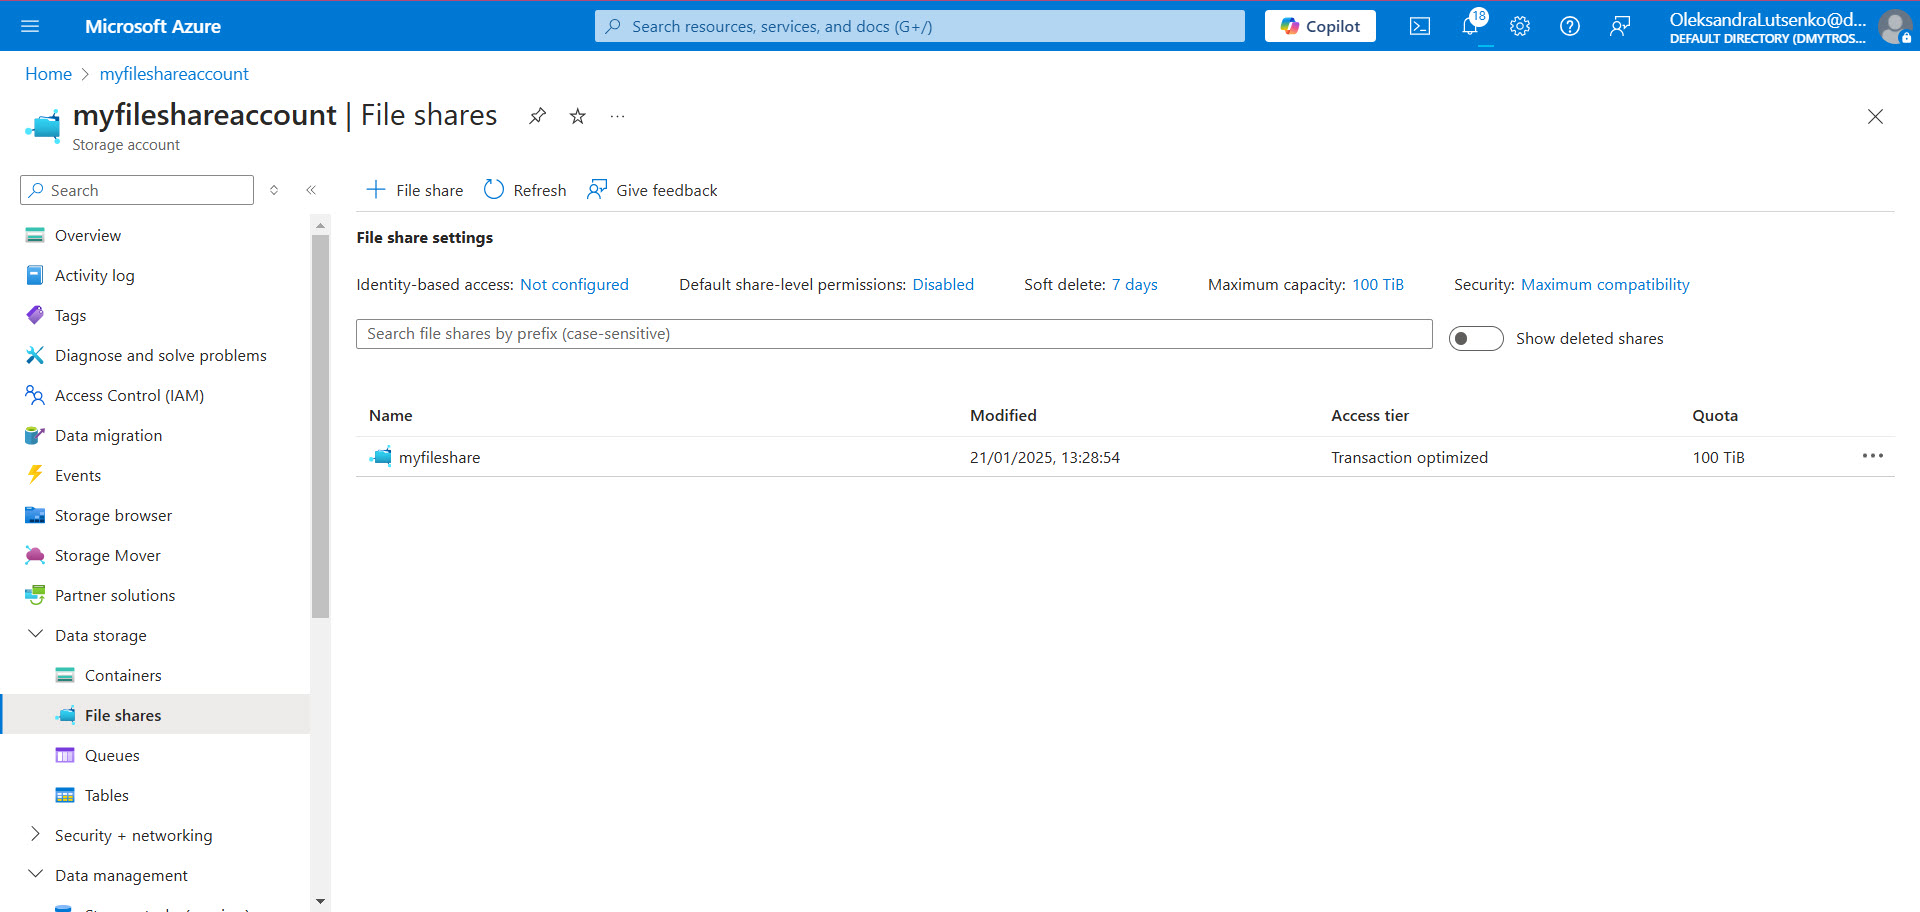 Microsoft Azure
Search resources, services, and docs (G+/)
Copilot
18
OleksandraLutsenko@d...
DEFAULT DIRECTORY (DMYTROS...
Home > myfileshareaccount
myfileshareaccount | File shares
...
Storage account
Search
File share
Refresh
Give feedback
File share settings
Identity-based access: Not configured
Default share-level permissions: Disabled
Soft delete: 7 days
Maximum capacity: 100 TiB
Security: Maximum compatibility
Search file shares by prefix (case-sensitive)
Show deleted shares
Name Modified Access tier Quota
myfileshare 21/01/2025, 13:28:54 Transaction optimized 100 TiB
Overview
Activity log
Tags
Diagnose and solve problems
Access Control (IAM)
Data migration
Events
Storage browser
Storage Mover
Partner solutions
Data storage
Containers
File shares
Queues
Tables
Security + networking
Data management